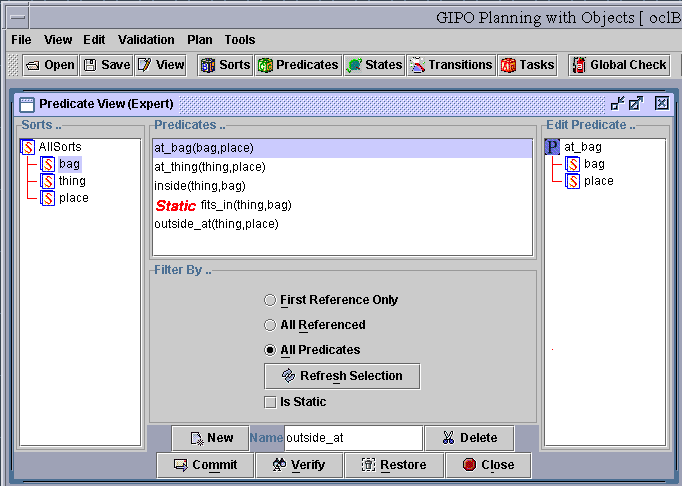 GIPO Planning with Objects [ oclB
File View Edit Validation Plan Tools
Open Save View Sorts Predicates States Transitions Tasks Global Check
Predicate View (Expert)
Sorts ..
AllSorts
bag
thing
place
Predicates ..
at_bag(bag,place)
at_thing(thing,place)
inside(thing,bag)
Static fits_in(thing,bag)
outside_at(thing,place)
Filter By ..
First Reference Only
All Referenced
All Predicates
Refresh Selection
Is Static
Edit Predicate ..
P at_bag
bag
place
New Name outside_at Delete
Commit Verify Restore Close